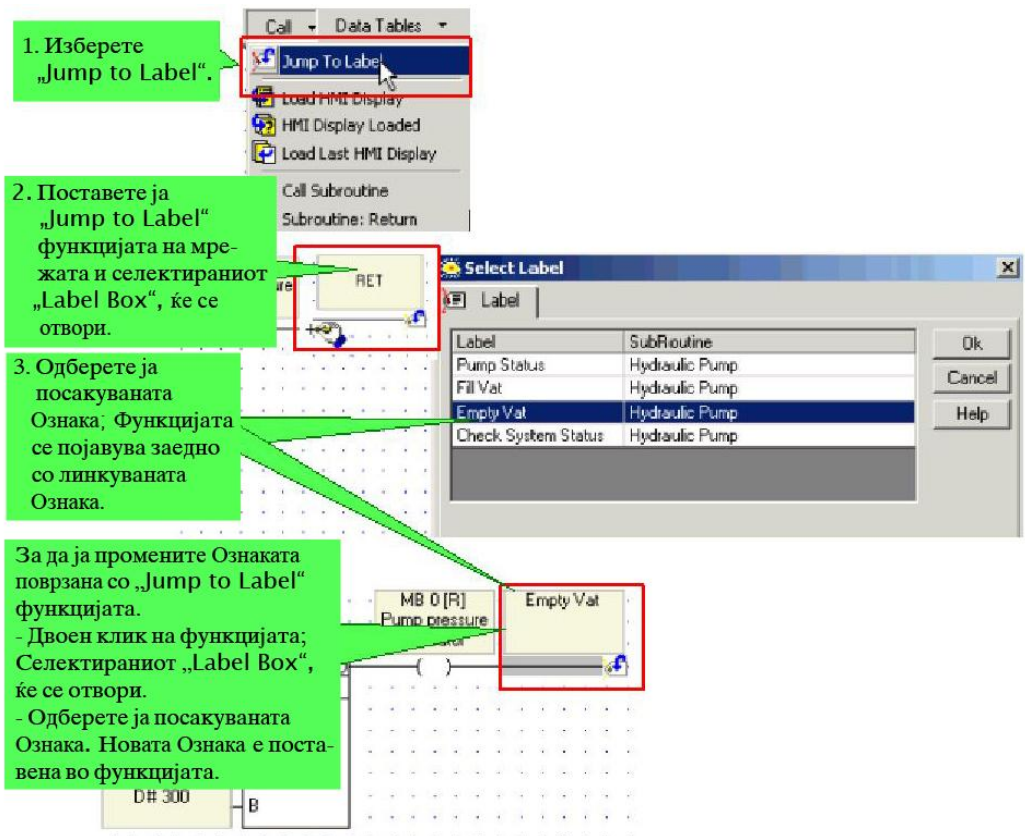 Call Data Tables
1. Изберете
„Jump to Label“.
Jump To Label
Load HMI Display
HMI Display Loaded
Load Last HMI Display
Call Subroutine
Subroutine: Return
2. Поставете ја
„Jump to Label“
функцијата на мре-
жата и селектираниот
„Label Box“, ќе се
отвори.
RET
Select Label
Label
Label SubRoutine
Pump Status Hydraulic Pump
Fill Vat Hydraulic Pump
Empty Vat Hydraulic Pump
Check System Status Hydraulic Pump
Ok
Cancel
Help
3. Одберете ја
посакуваната
Ознака; Функцијата
се појавува заедно
со линкуваната
Ознака.
За да ја промените Ознаката
поврзана со „Jump to Label“
функцијата.
- Двоен клик на функцијата;
Селектираниот „Label Box“,
ќе се отвори.
- Одберете ја посакуваната
Ознака. Новата Ознака е поста-
вена во функцијата.
MB 0 [R]
Pump pressure
Empty Vat
D# 300
B